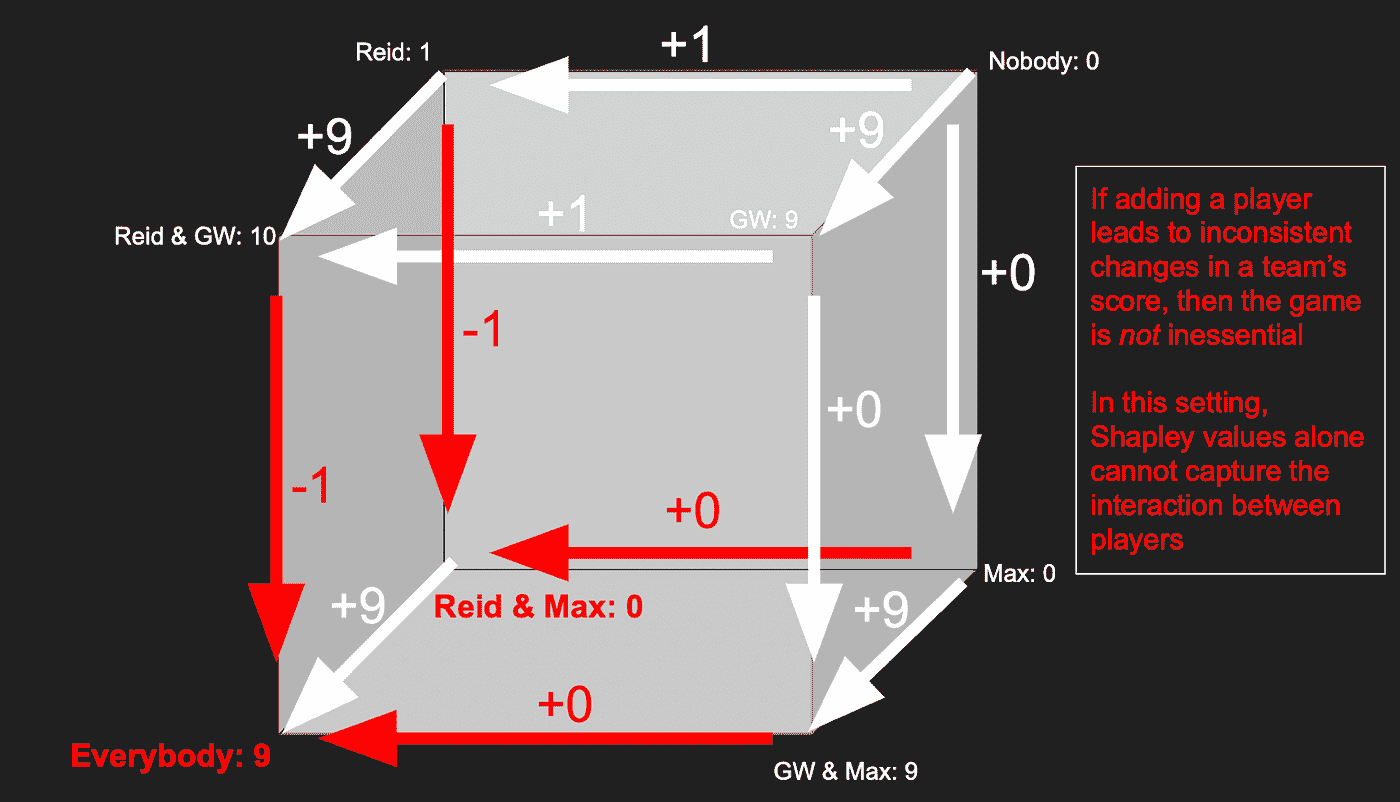 +1
Reid: 1
Nobody: 0
+9
+9
+1
GW: 9
Reid & GW: 10
+0
-1
+0
-1
+0
Max: 0
+9
Reid & Max: 0
+9
+0
Everybody: 9
GW & Max: 9
If adding a player
leads to inconsistent
changes in a team's
score, then the game
is not inessential
In this setting,
Shapley values alone
cannot capture the
interaction between
players